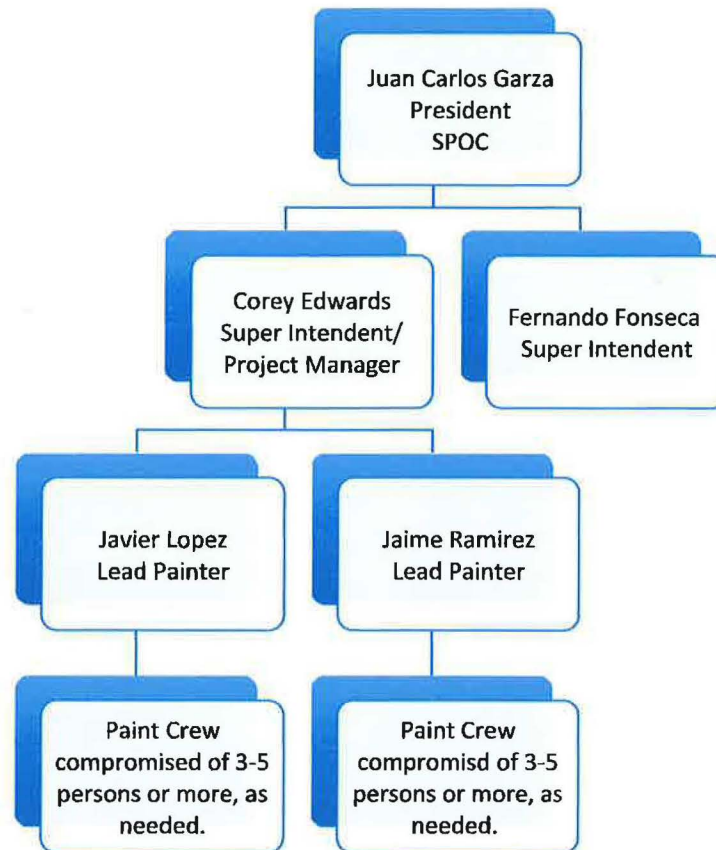 Juan Carlos Garza
President
SPOC
Corey Edwards
Super Intendent/
Project Manager
Fernando Fonseca
Super Intendent
Javier Lopez
Lead Painter
Jaime Ramirez
Lead Painter
Paint Crew
compromised of 3-5
persons or more, as
needed.
Paint Crew
compromisd of 3-5
persons or more, as
needed.